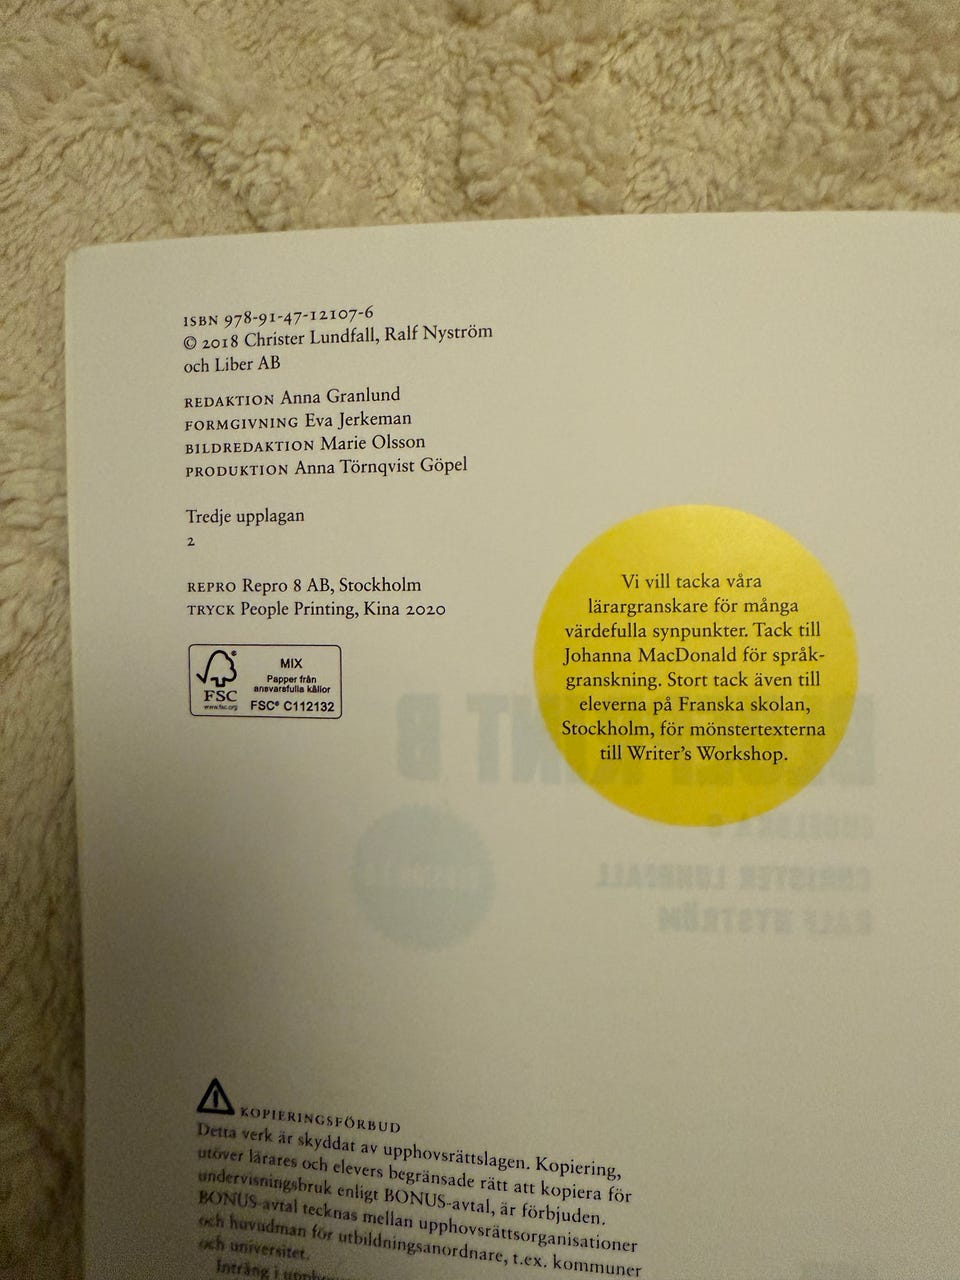 ISBN 978-91-47-12107-6
© 2018 Christer Lundfall, Ralf Nyström
och Liber AB
REDAKTION Anna Granlund
FORMGIVNING Eva Jerkeman
BILDREDAKTION Marie Olsson
PRODUKTION Anna Törnqvist Göpel
Tredje upplagan
2
REPRO Repro 8 AB, Stockholm
TRYCK People Printing, Kina 2020
FSC®
www.fsc.org
MIX
Papper från
ansvarsfulla källor
FSC® C112132
Vi vill tacka våra
lärargranskare för många
värdefulla synpunkter. Tack till
Johanna MacDonald för språk-
granskning. Stort tack även till
eleverna på Franska skolan,
Stockholm, för mönstertexterna
till Writer's Workshop.
BLUEPRINT B
CHRISTER LUNDFALL
RALF NYSTRÖM
KOPIERINGSFÖRBUD
Detta verk är skyddat av upphovsrättslagen. Kopiering,
utöver lärares och elevers begränsade rätt att kopiera för
undervisningsbruk enligt BONUS-avtal, är förbjuden.
BONUS-avtal tecknas mellan upphovsrättsorganisationer
och huvudman för utbildningsanordnare, t.ex. kommuner
och universitet.
Intrång i